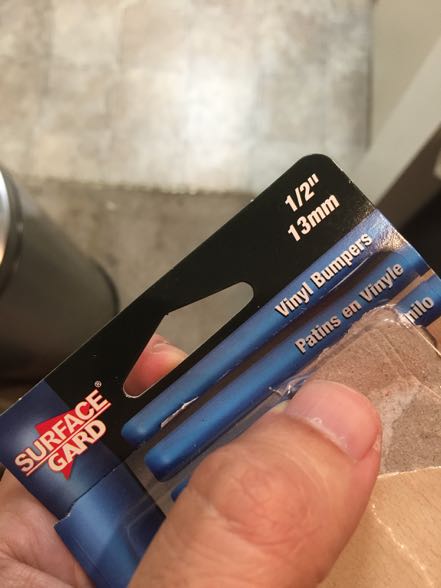 1/2"
13mm
Vinyl Bumpers
Patins en Vinyle
SURFACE
GARD
®